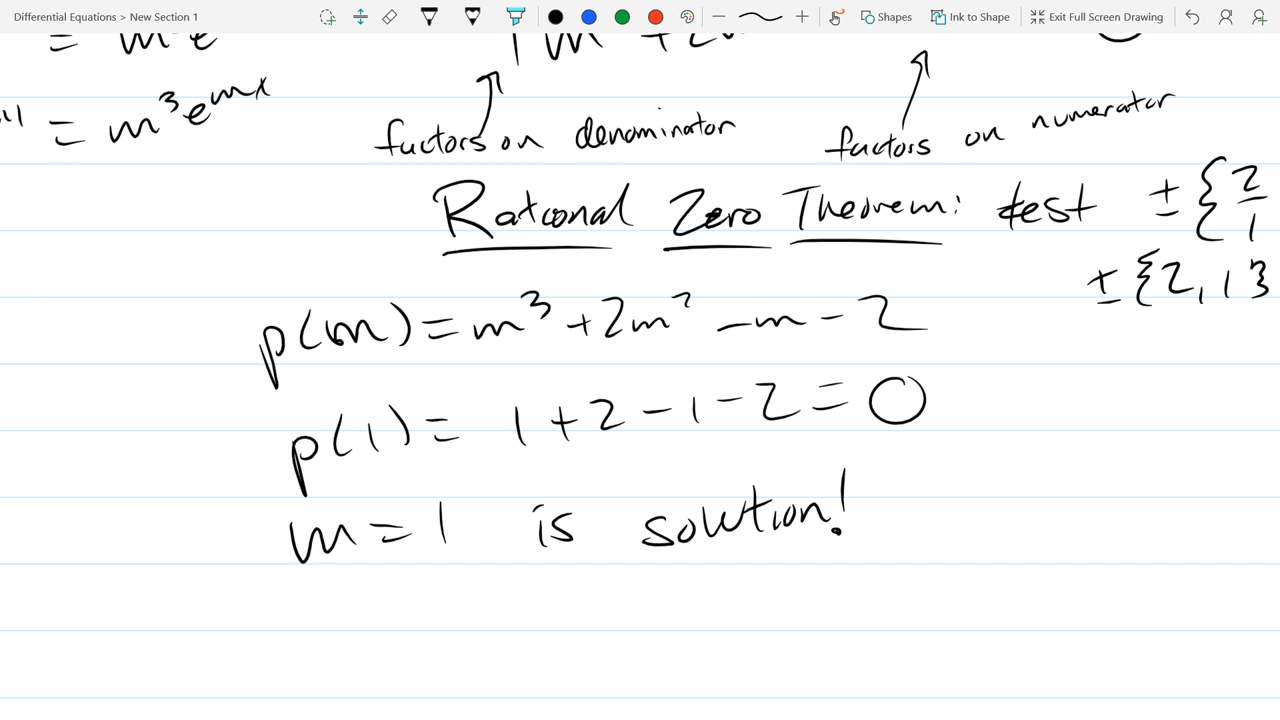 Differential Equations > New Section 1 Shapes Ink to Shape Exit Full Screen Drawing
= m³e^{mx}
factors on denominator factors on numerator
Rational Zero Theorem: test ± {2/1
± {2, 1}
p(m) = m³ + 2m² - m - 2
p(1) = 1 + 2 - 1 - 2 = 0
m = 1 is solution!